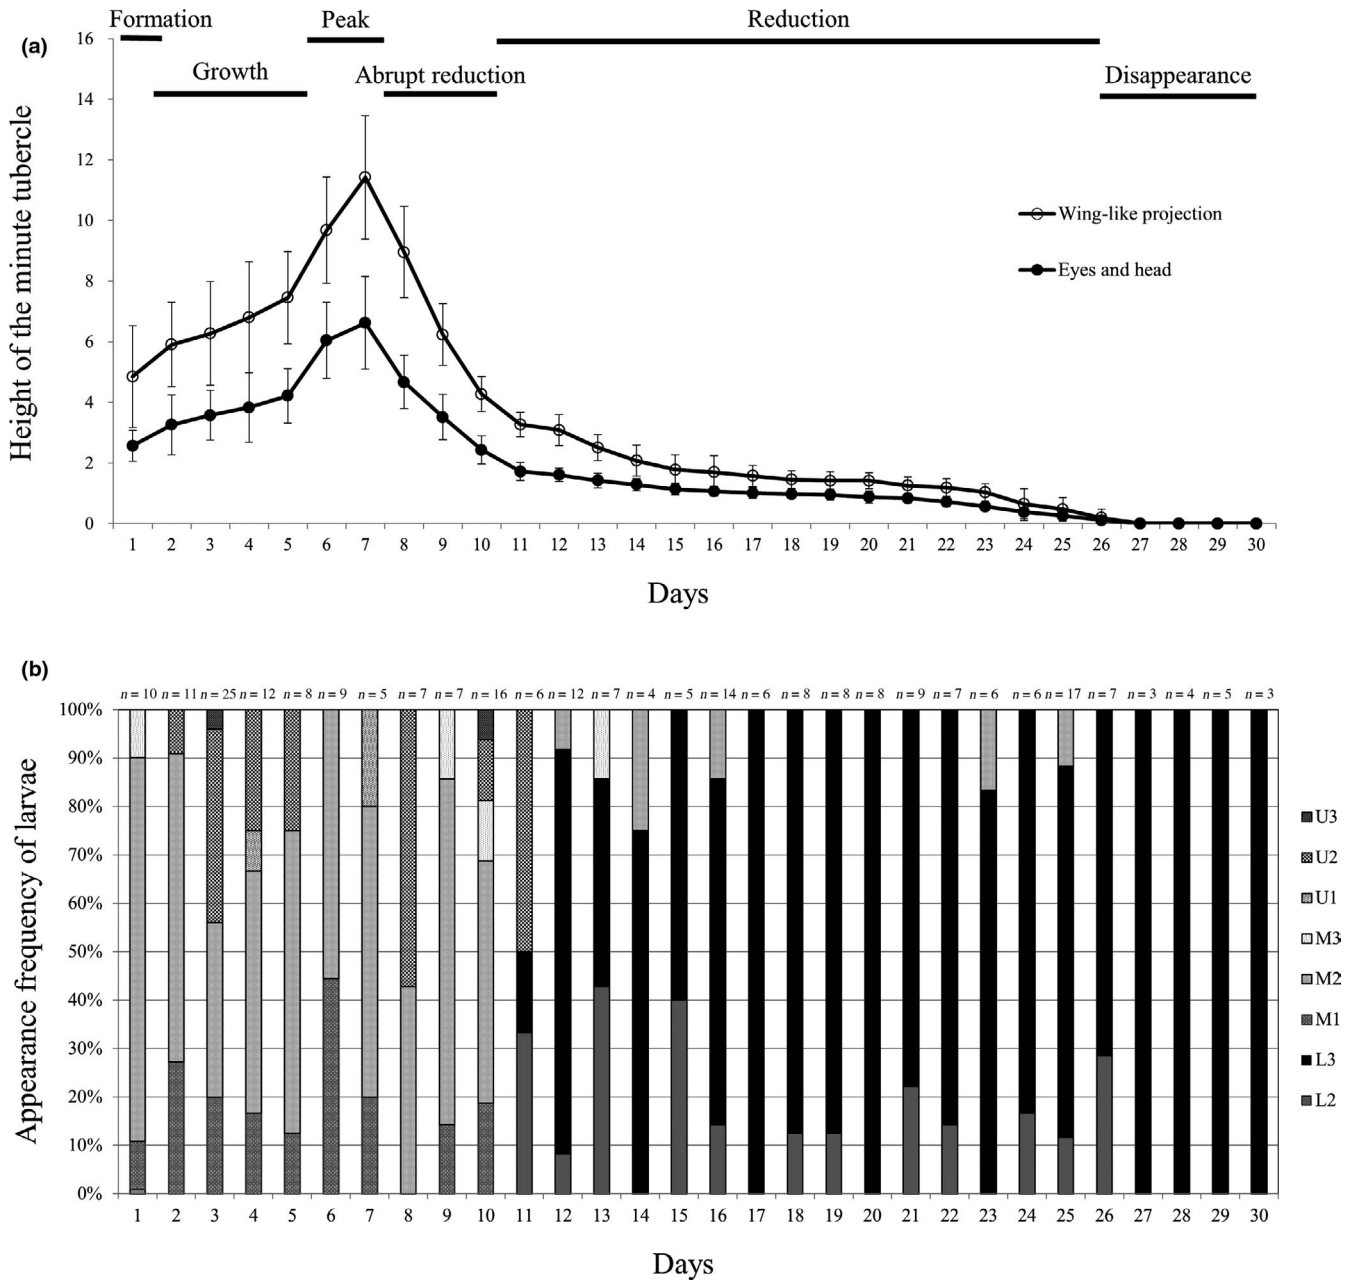 Formation
Peak
Reduction
(a)
Growth
Abrupt reduction
Disappearance
Height of the minute tubercle
16
14
12
10
8
6
4
2
0
Wing-like projection
Eyes and head
1 2 3 4 5 6 7 8 9 10 11 12 13 14 15 16 17 18 19 20 21 22 23 24 25 26 27 28 29 30
Days
(b)
n = 10 n = 11 n = 25 n = 12 n = 8 n = 9 n = 5 n = 7 n = 7 n = 16 n = 6 n = 12 n = 7 n = 4 n = 5 n = 14 n = 6 n = 8 n = 8 n = 8 n = 9 n = 7 n = 6 n = 6 n = 17 n = 7 n = 3 n = 4 n = 5 n = 3
Appearance frequency of larvae
100%
90%
80%
70%
60%
50%
40%
30%
20%
10%
0%
U3
U2
U1
M3
M2
M1
L3
L2
1 2 3 4 5 6 7 8 9 10 11 12 13 14 15 16 17 18 19 20 21 22 23 24 25 26 27 28 29 30
Days